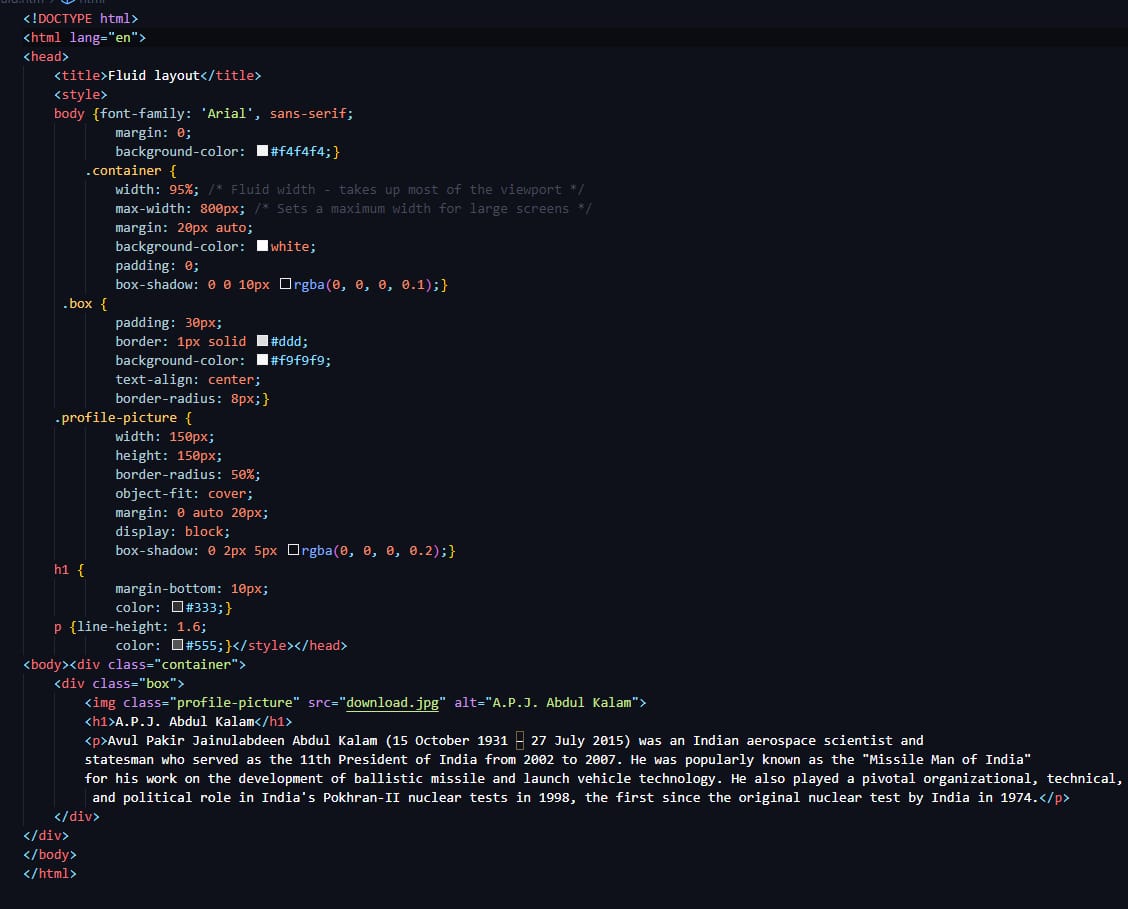 <!DOCTYPE html>
<html lang="en">
<head>
    <title>Fluid layout</title>
    <style>
    body {font-family: 'Arial', sans-serif;
            margin: 0;
            background-color: #f4f4f4;}
        .container {
            width: 95%; /* Fluid width - takes up most of the viewport */
            max-width: 800px; /* Sets a maximum width for large screens */
            margin: 20px auto;
            background-color: white;
            padding: 0;
            box-shadow: 0 0 10px rgba(0, 0, 0, 0.1);}
     .box {
            padding: 30px;
            border: 1px solid #ddd;
            background-color: #f9f9f9;
            text-align: center;
            border-radius: 8px;}
    .profile-picture {
            width: 150px;
            height: 150px;
            border-radius: 50%;
            object-fit: cover;
            margin: 0 auto 20px;
            display: block;
            box-shadow: 0 2px 5px rgba(0, 0, 0, 0.2);}
    h1 {
            margin-bottom: 10px;
            color: #333;}
    p {line-height: 1.6;
            color: #555;}</style></head>
<body><div class="container">
    <div class="box">
        <img class="profile-picture" src="download.jpg" alt="A.P.J. Abdul Kalam">
        <h1>A.P.J. Abdul Kalam</h1>
        <p>Avul Pakir Jainulabdeen Abdul Kalam (15 October 1931 – 27 July 2015) was an Indian aerospace scientist and
        statesman who served as the 11th President of India from 2002 to 2007. He was popularly known as the "Missile Man of India"
        for his work on the development of ballistic missile and launch vehicle technology. He also played a pivotal organizational, technical,
         and political role in India's Pokhran-II nuclear tests in 1998, the first since the original nuclear test by India in 1974.</p>
    </div>
</div>
</body>
</html>